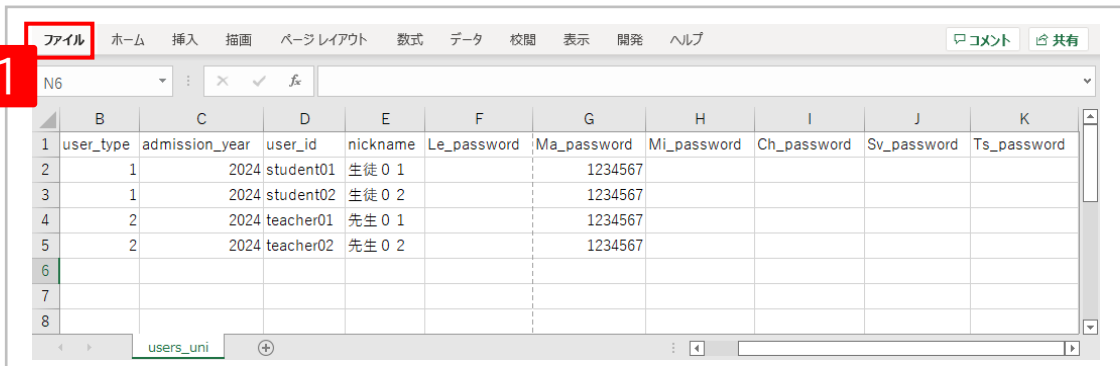 ファイル ホーム 挿入 描画 ページ レイアウト 数式 データ 校閲 表示 開発 ヘルプ コメント 共有
1
N6 fx
B C D E F G H I J K
1 user_type admission_year user_id nickname Le_password Ma_password Mi_password Ch_password Sv_password Ts_password
2 1 2024 student01 生徒０１ 1234567
3 1 2024 student02 生徒０２ 1234567
4 2 2024 teacher01 先生０１ 1234567
5 2 2024 teacher02 先生０２ 1234567
6
7
8
users_uni